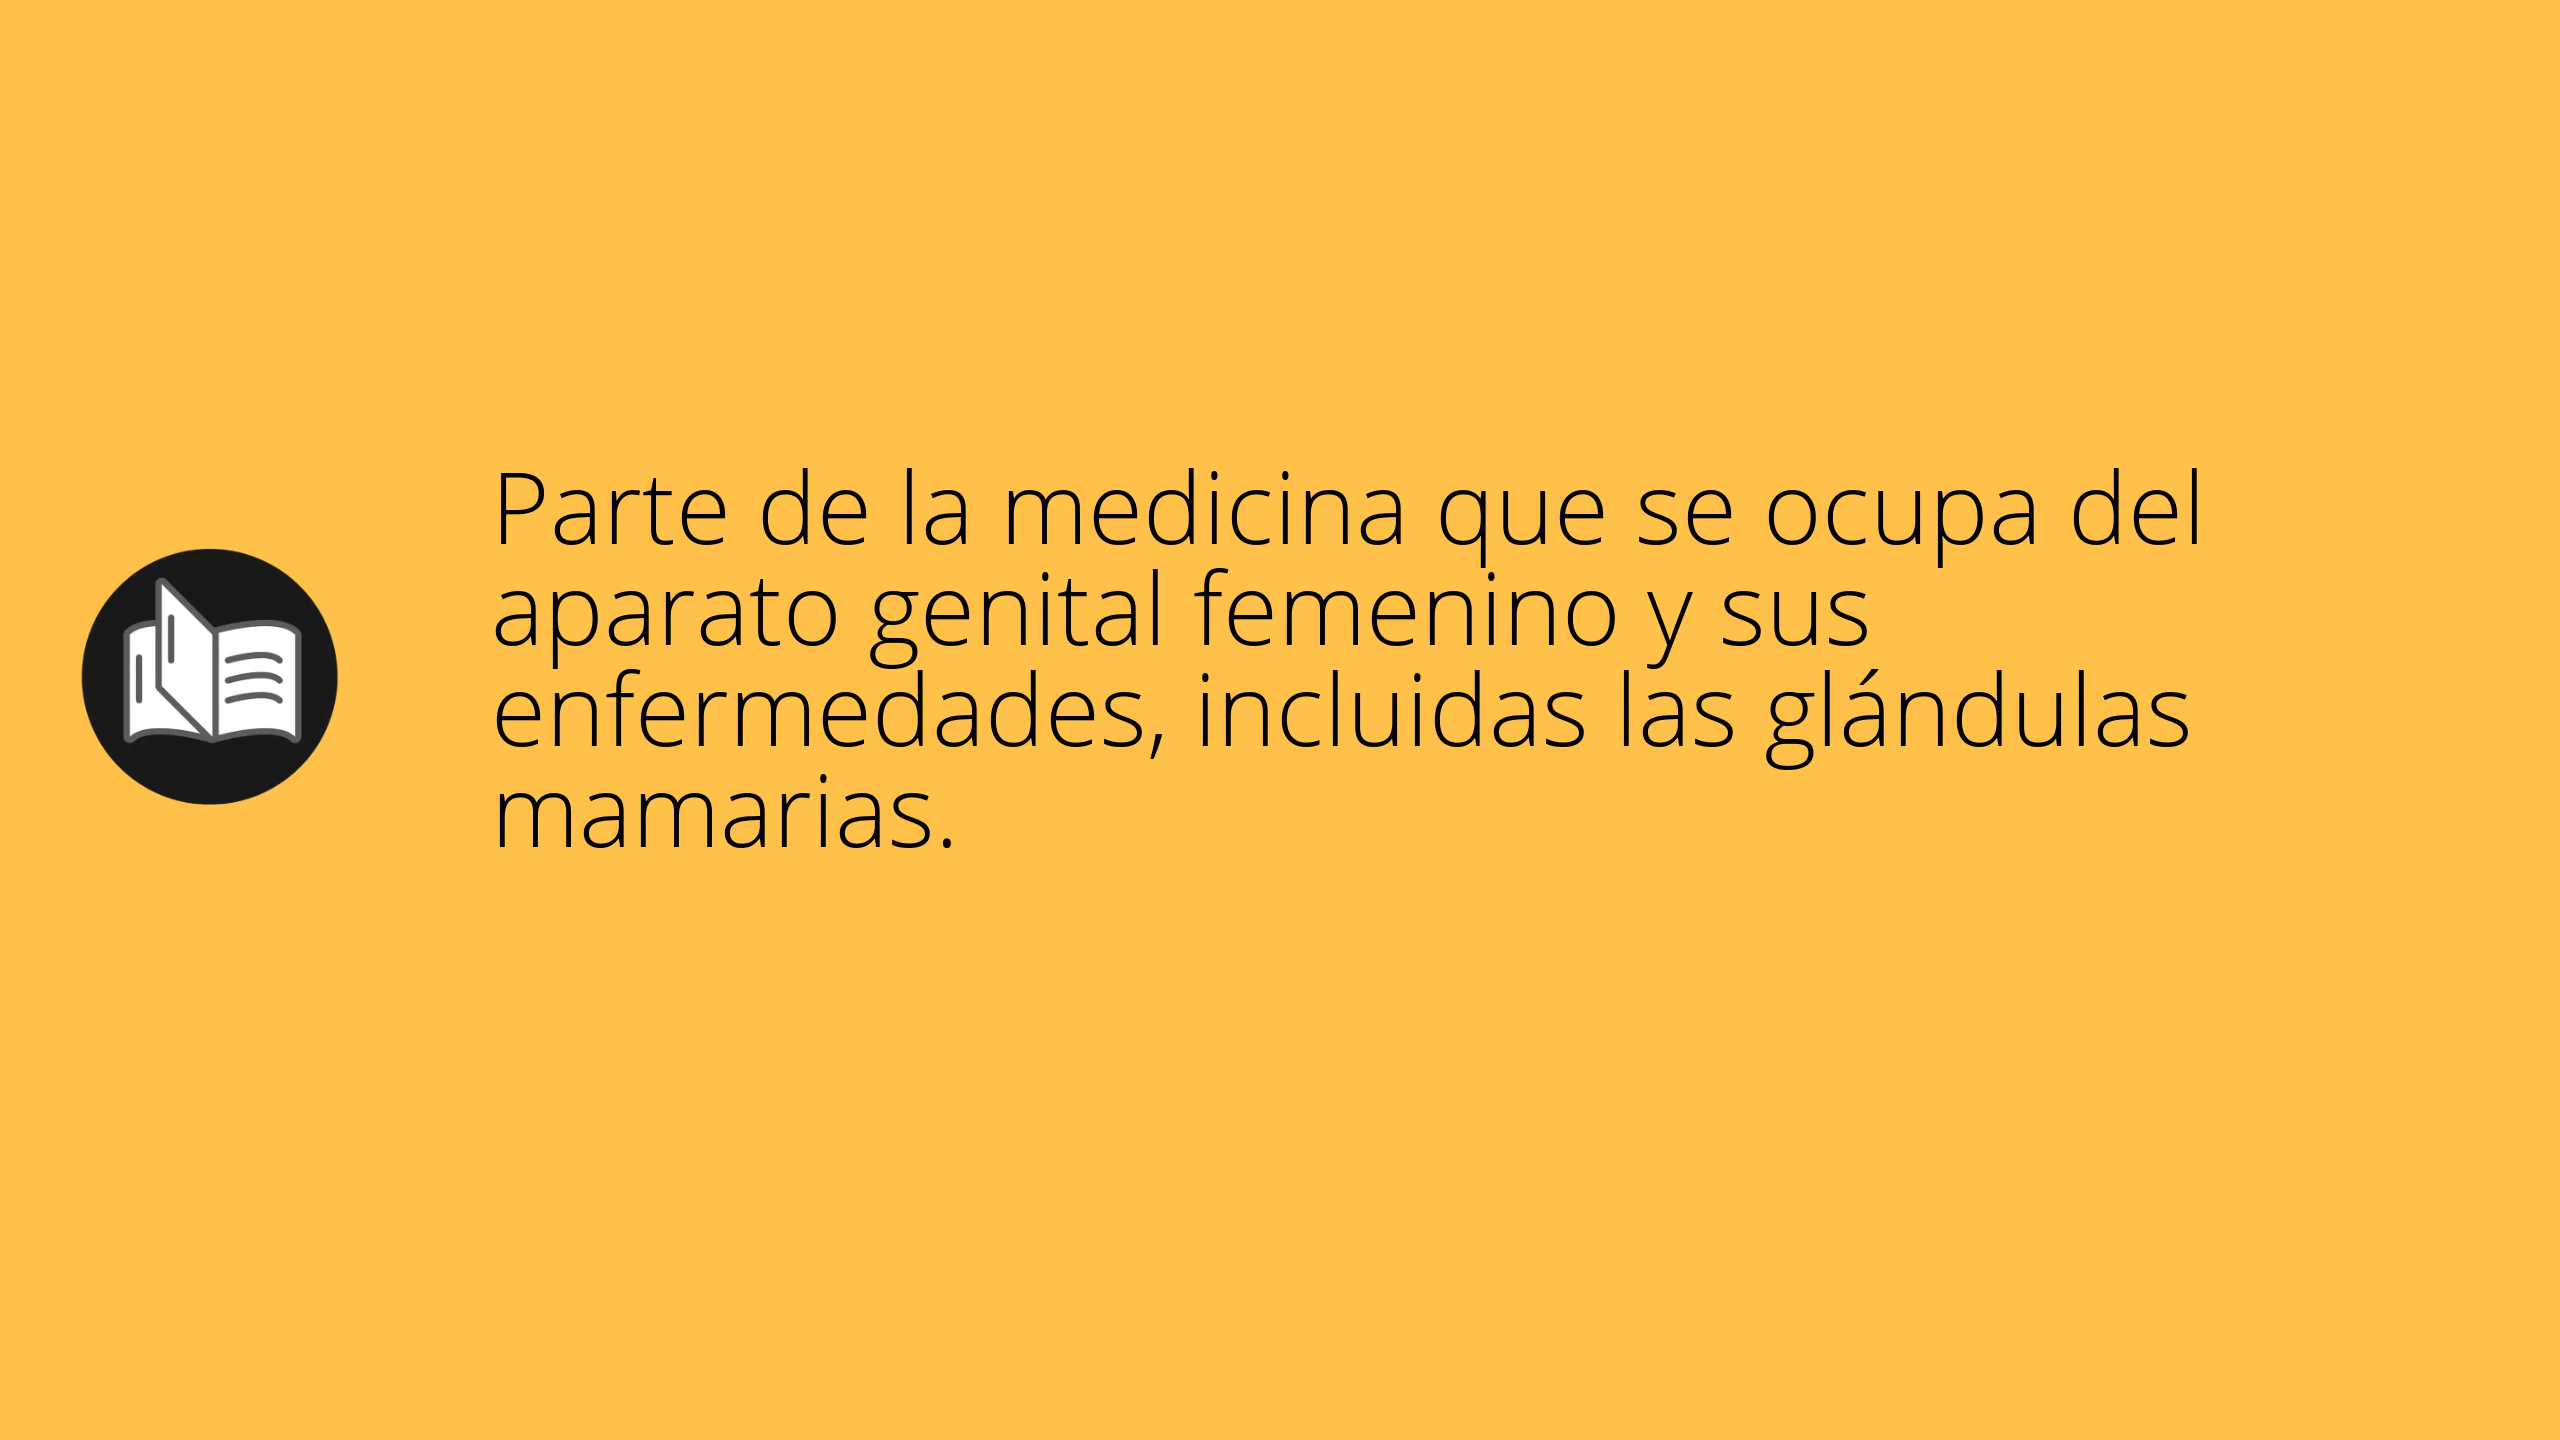 Parte de la medicina que se ocupa del
aparato genital femenino y sus
enfermedades, incluidas las glándulas
mamarias.